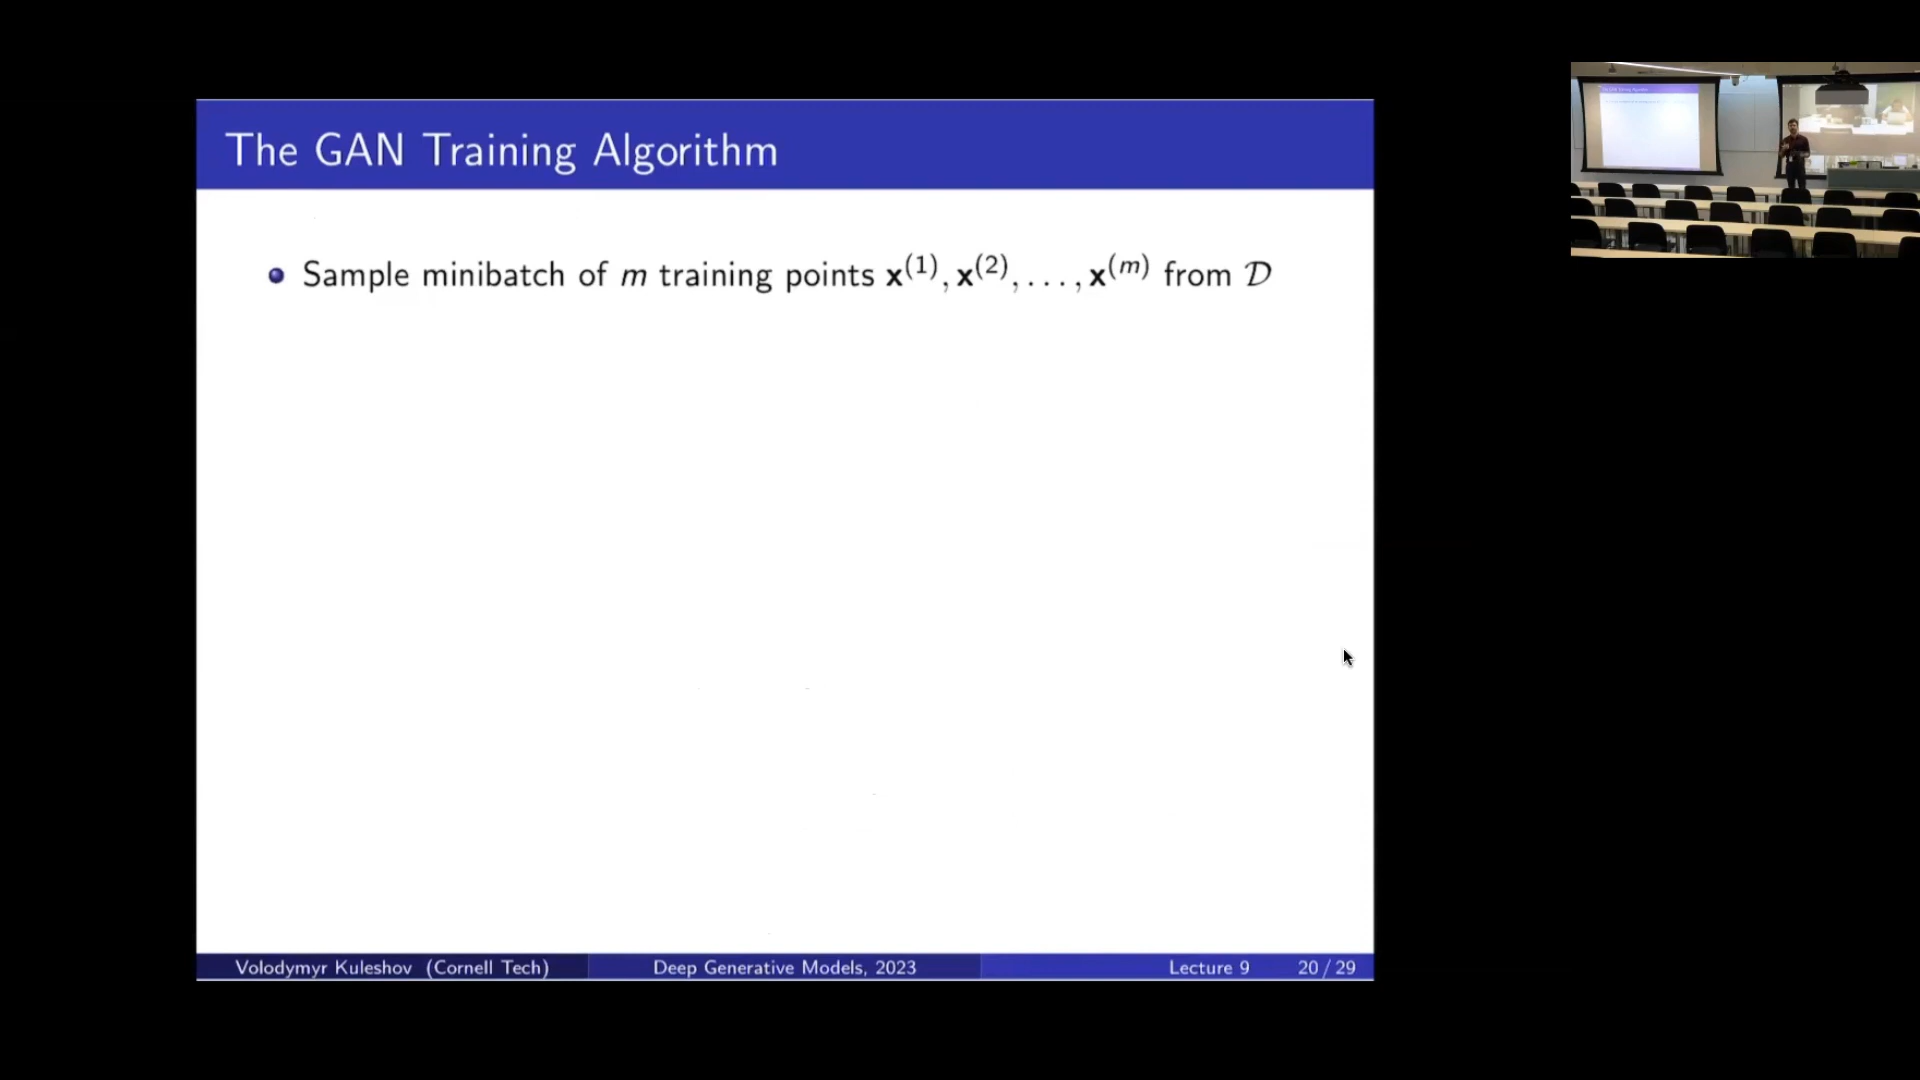 The GAN Training Algorithm
Sample minibatch of m training points x^(1), x^(2), ..., x^(m) from 𝒟
Volodymyr Kuleshov (Cornell Tech) Deep Generative Models, 2023 Lecture 9 20 / 29